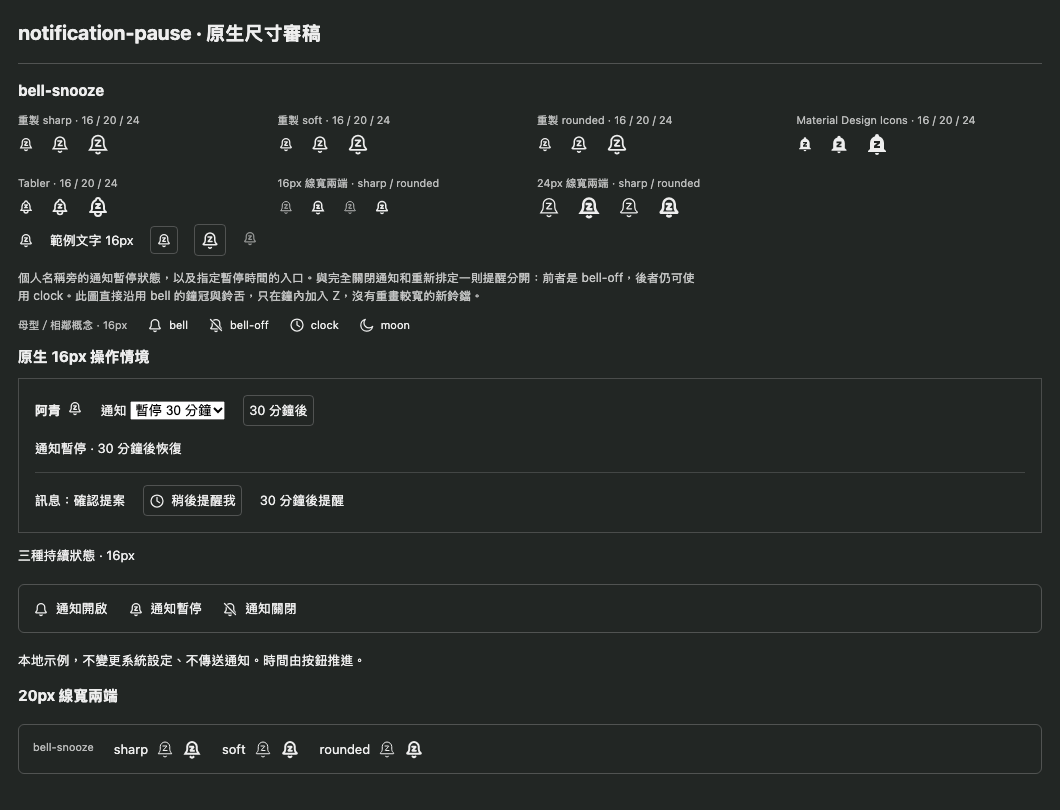 notification-pause · 原生尺寸審稿
bell-snooze
重製 sharp · 16 / 20 / 24
重製 soft · 16 / 20 / 24
重製 rounded · 16 / 20 / 24
Material Design Icons · 16 / 20 / 24
Tabler · 16 / 20 / 24
16px 線寬兩端 · sharp / rounded
24px 線寬兩端 · sharp / rounded
範例文字 16px
個人名稱旁的通知暫停狀態，以及指定暫停時間的入口。與完全關閉通知和重新排定一則提醒分開：前者是 bell-off，後者仍可使
用 clock。此圖直接沿用 bell 的鐘冠與鈴舌，只在鐘內加入 Z，沒有重畫較寬的新鈴鐺。
母型 / 相鄰概念 · 16px bell bell-off clock moon
原生 16px 操作情境
阿青 通知 暫停 30 分鐘 30 分鐘後
通知暫停 · 30 分鐘後恢復
訊息：確認提案 稍後提醒我 30 分鐘後提醒
三種持續狀態 · 16px
通知開啟 通知暫停 通知關閉
本地示例，不變更系統設定、不傳送通知。時間由按鈕推進。
20px 線寬兩端
bell-snooze sharp soft rounded